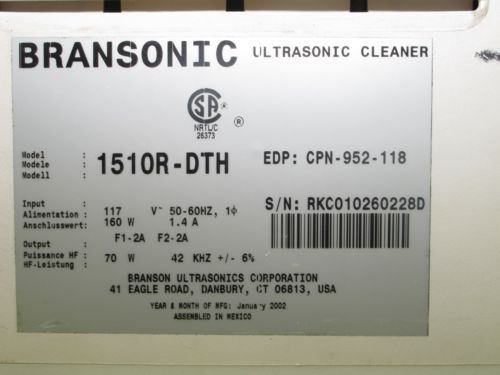 BRANSONIC ULTRASONIC CLEANER
SA ®
NRTL/C
26373
Model :
Modele : 1510R-DTH EDP: CPN-952-118
Modell :
Input : S/N: RKC010260228D
Alimentation : 117 V~ 50-60HZ, 1ϕ
Anschlusswert: 160 W 1.4 A
Output : F1-2A F2-2A
Puissance HF : 70 W 42 KHZ +/- 6%
HF-Leistung :
BRANSON ULTRASONICS CORPORATION
41 EAGLE ROAD, DANBURY, CT 06813, USA
YEAR & MONTH OF MFG: January 2002
ASSEMBLED IN MEXICO